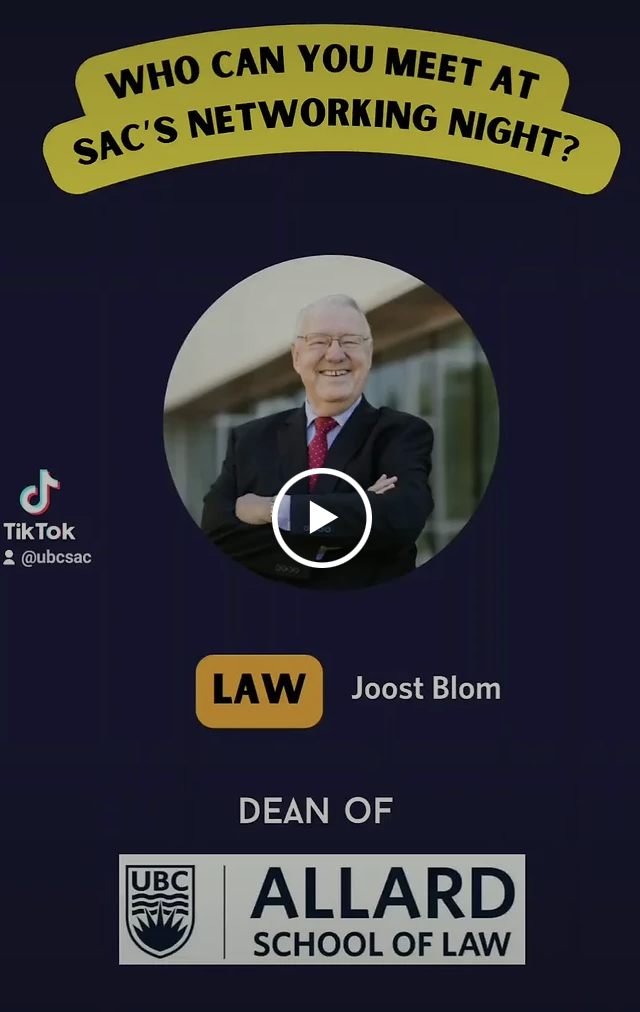 WHO CAN YOU MEET AT
SAC'S NETWORKING NIGHT?
TikTok
@ubcsac
LAW
Joost Blom
DEAN OF
UBC
ALLARD
SCHOOL OF LAW